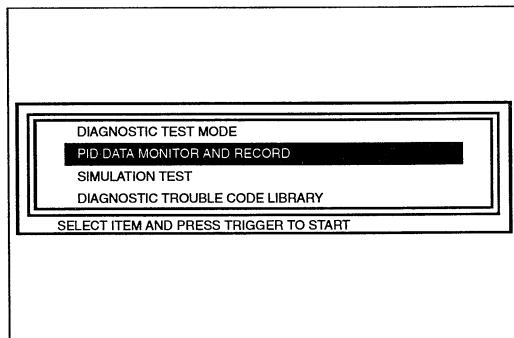 DIAGNOSTIC TEST MODE
PID DATA MONITOR AND RECORD
SIMULATION TEST
DIAGNOSTIC TROUBLE CODE LIBRARY
SELECT ITEM AND PRESS TRIGGER TO START